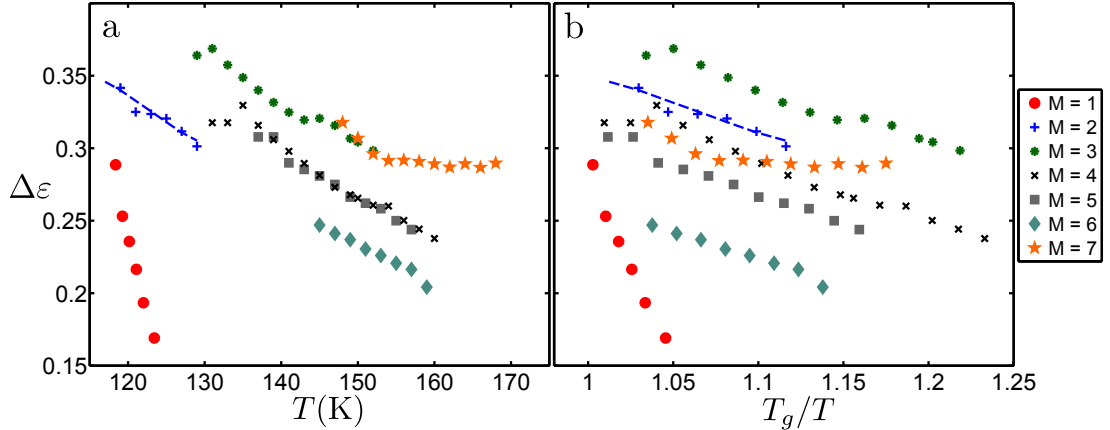 a
b
Δε
0.35
0.3
0.25
0.2
0.15
120 130 140 150 160 170
T(K)
1 1.05 1.1 1.15 1.2 1.25
T_g/T
M = 1
M = 2
M = 3
M = 4
M = 5
M = 6
M = 7